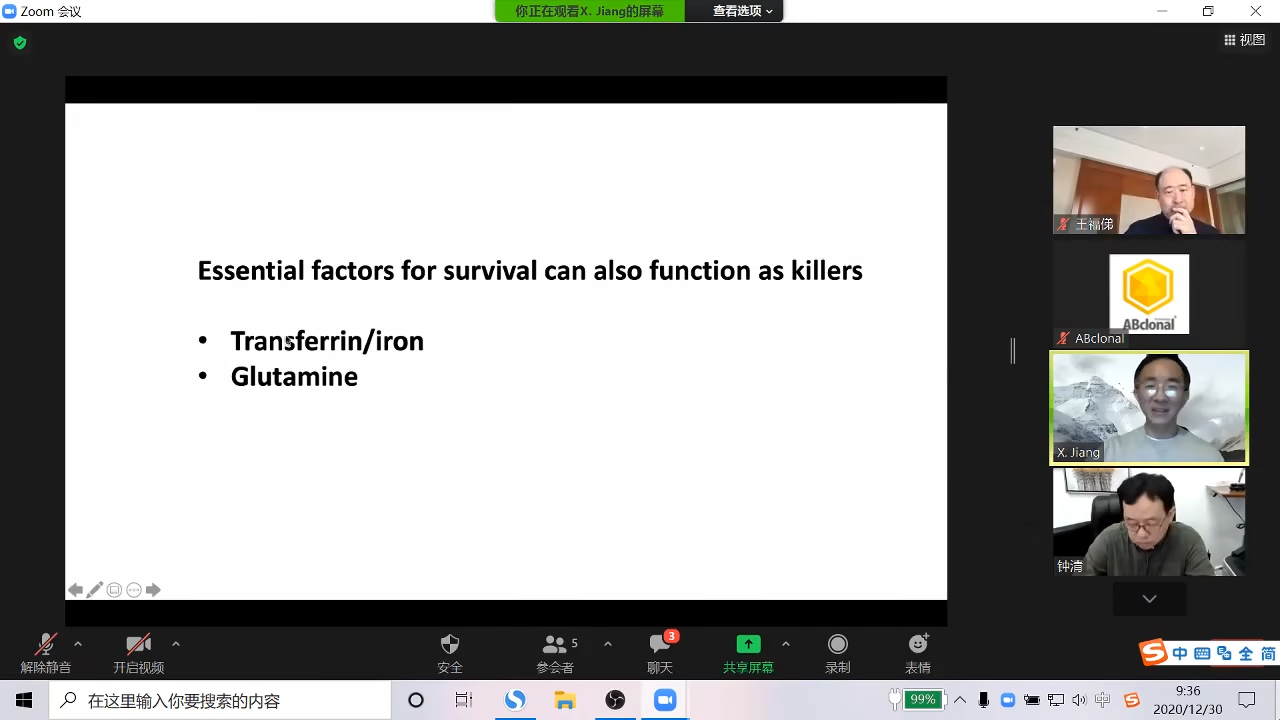 Zoom 会议
你正在观看X. Jiang的屏幕
查看选项
视图
Essential factors for survival can also function as killers
• Transferrin/iron
• Glutamine
王福俤
ABclonal
ABclonal
X. Jiang
钟清
5
3
解除静音
开启视频
安全
参会者
聊天
共享屏幕
录制
表情
中
全
简
在这里输入你要搜索的内容
99%
中
9:36
2020/12/30